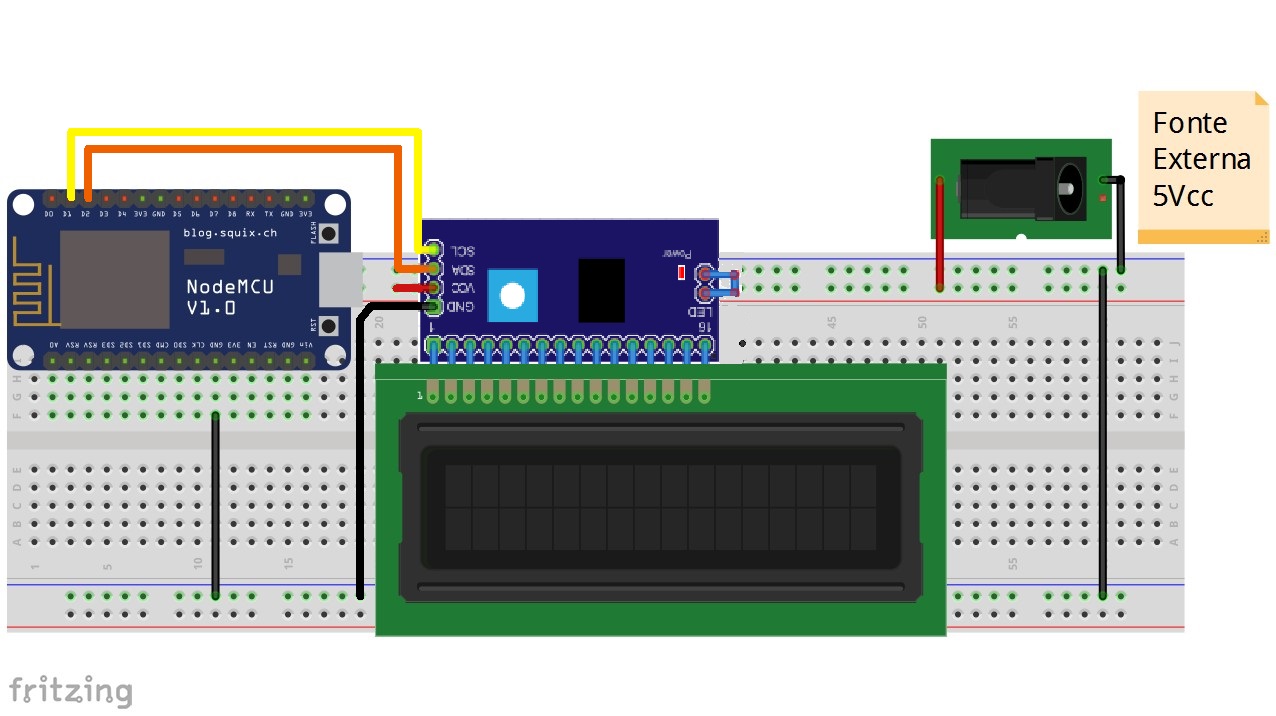 Fonte
Externa
5Vcc
D0 D1 D2 D3 D4 3V3 GND D5 D6 D7 D8 RX TX GND 3V3
blog.squix.ch
FLASH
NodeMCU
V1.0
RST
A0 RSV RSV SD3 SD2 SD1 CMD SD0 CLK GND 3V3 EN RST GND Vin
SCL
SDA
VCC
GND
Power
LED
1
16
20
45
50
55
J
I
H
G
F
H
G
F
1
E
D
C
B
A
E
D
C
B
A
1
5
10
15
55
fritzing